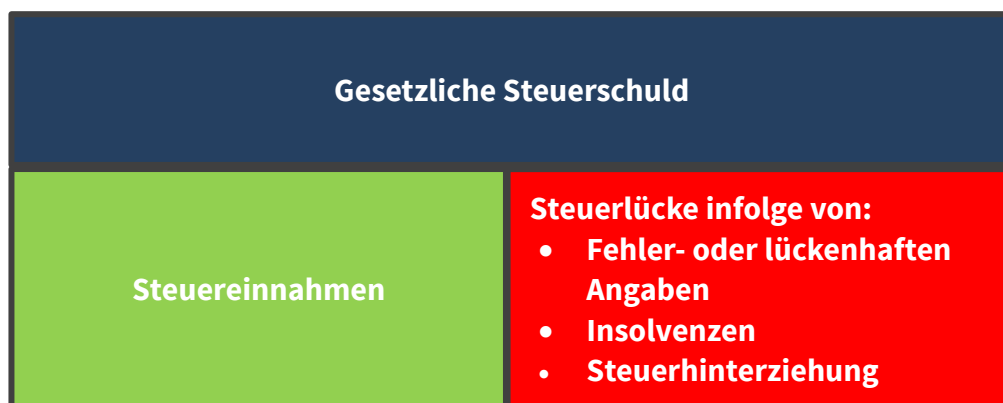 Gesetzliche Steuerschuld
Steuereinnahmen
Steuerlücke infolge von:
• Fehler- oder lückenhaften
Angaben
• Insolvenzen
• Steuerhinterziehung